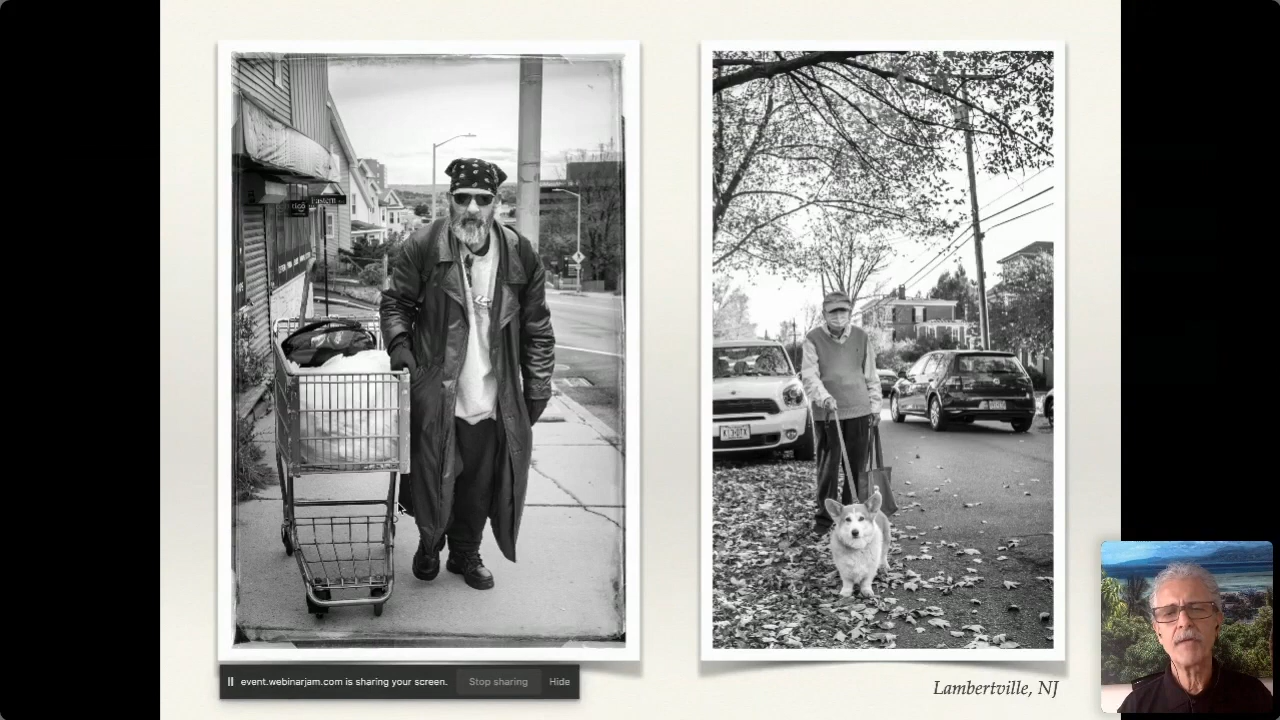 Eastern
event.webinarjam.com is sharing your screen.
Stop sharing
Hide
Lambertville, NJ